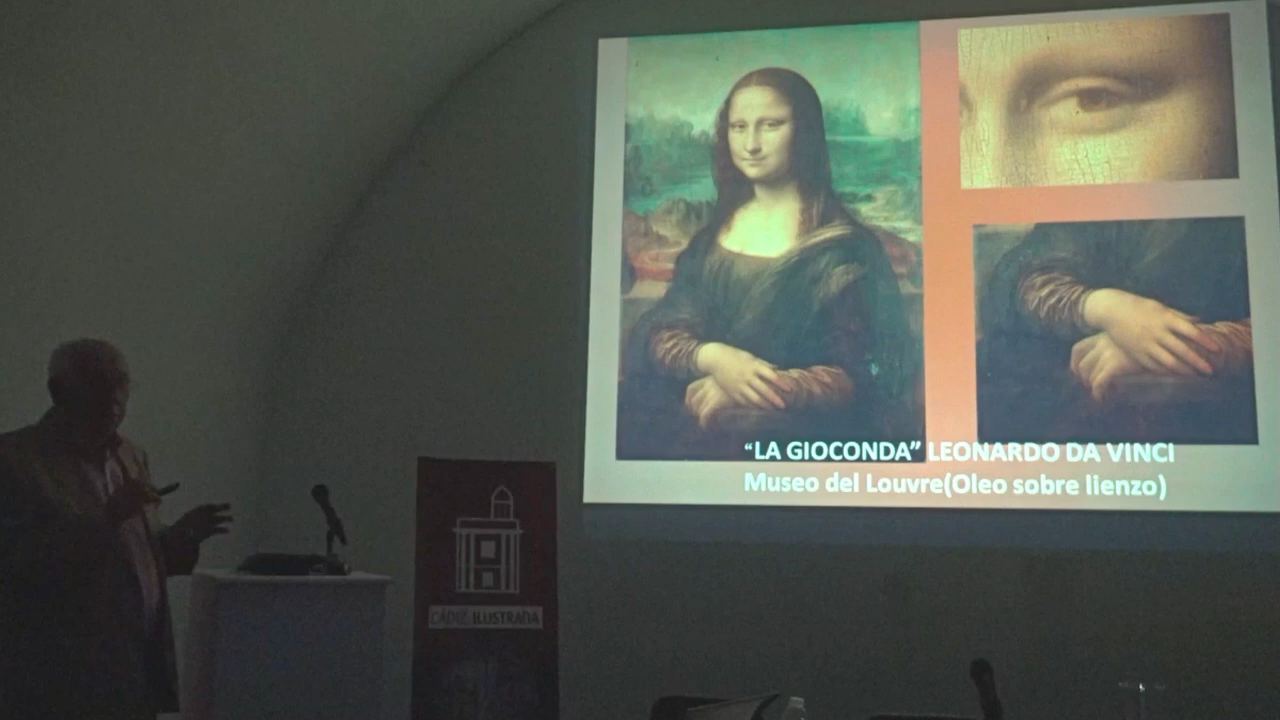 “LA GIOCONDA” LEONARDO DA VINCI
Museo del Louvre(Oleo sobre lienzo)
CÁDIZ ILUSTRADA